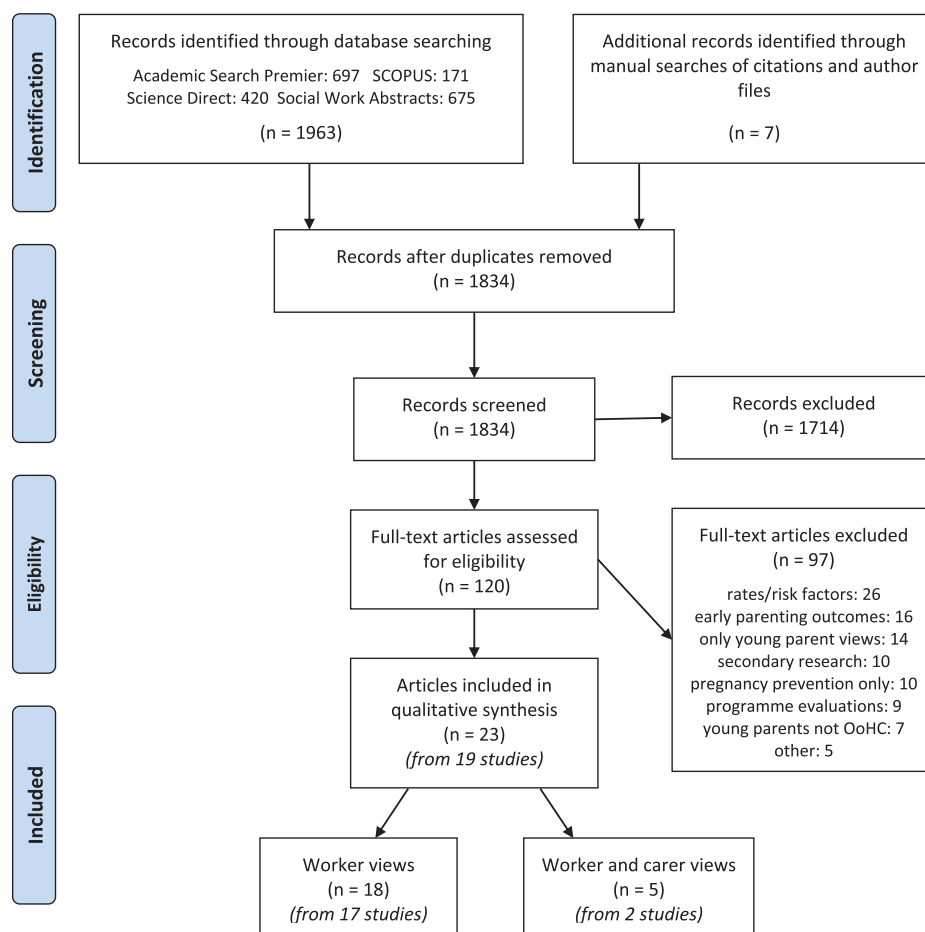 Identification
Records identified through database searching
Academic Search Premier: 697   SCOPUS: 171
Science Direct: 420  Social Work Abstracts: 675
(n = 1963)
Additional records identified through
manual searches of citations and author
files
(n = 7)
Screening
Records after duplicates removed
(n = 1834)
Records screened
(n = 1834)
Records excluded
(n = 1714)
Eligibility
Full-text articles assessed
for eligibility
(n = 120)
Full-text articles excluded
(n = 97)
rates/risk factors: 26
early parenting outcomes: 16
only young parent views: 14
secondary research: 10
pregnancy prevention only: 10
programme evaluations: 9
young parents not OoHC: 7
other: 5
Included
Articles included in
qualitative synthesis
(n = 23)
(from 19 studies)
Worker views
(n = 18)
(from 17 studies)
Worker and carer views
(n = 5)
(from 2 studies)